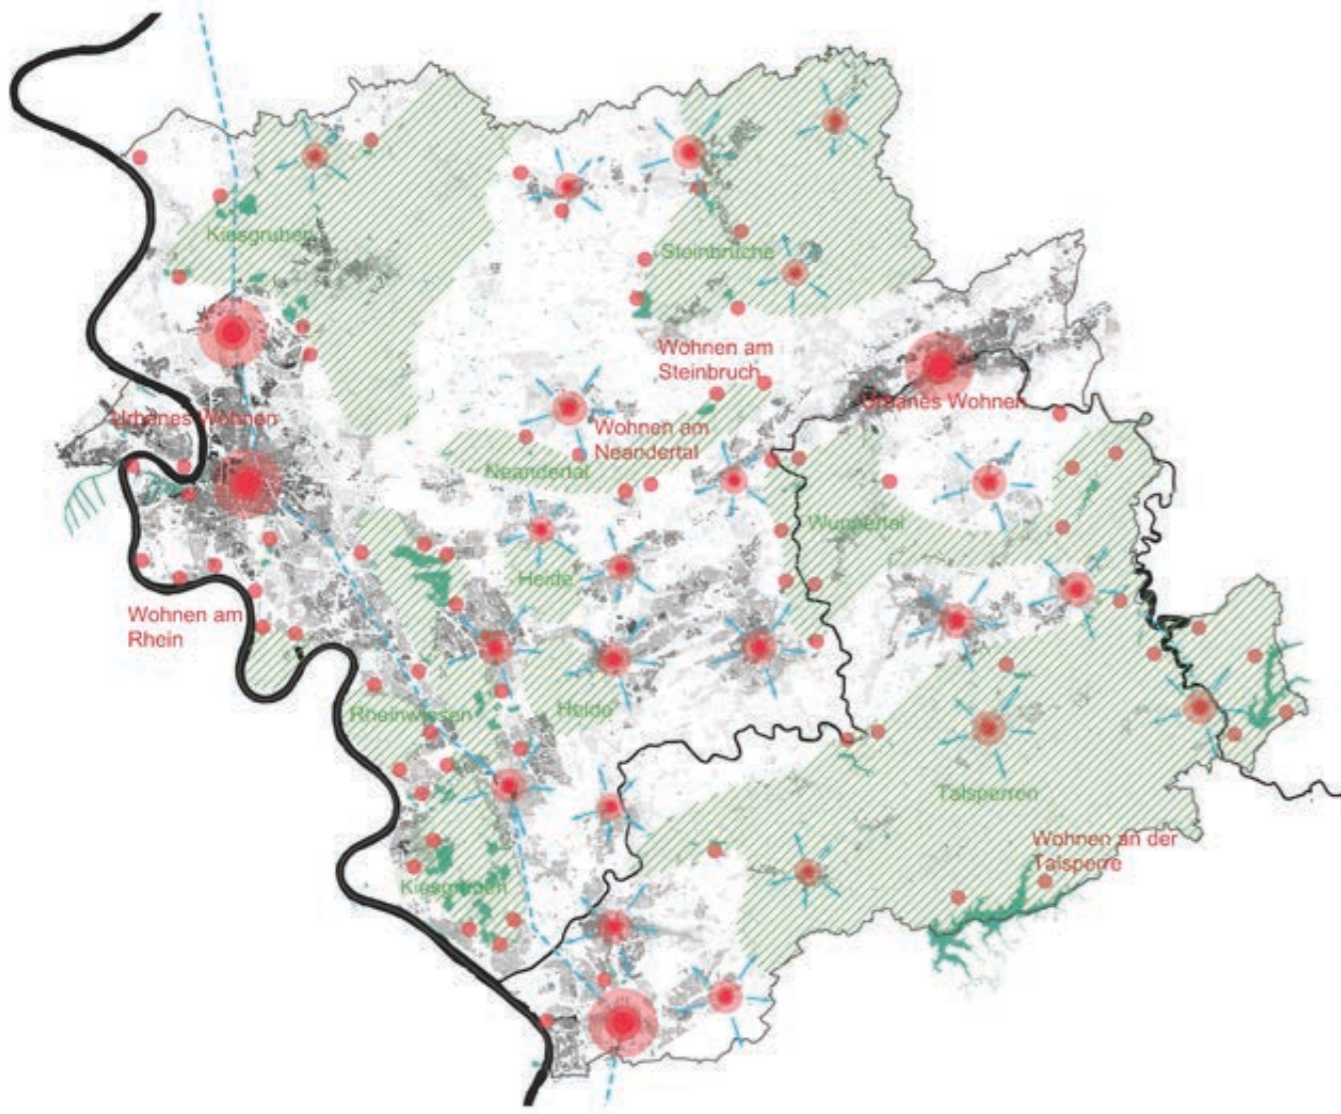 Kiesgruben
Steinbrüche
Wohnen am
Steinbruch
Urbanes Wohnen
Urbanes Wohnen
Wohnen am
Neandertal
Neandertal
Wuppertal
Heide
Wohnen am
Rhein
Rheinwiesen
Heide
Talsperren
Wohnen an der
Talsperre
Kiesgruben